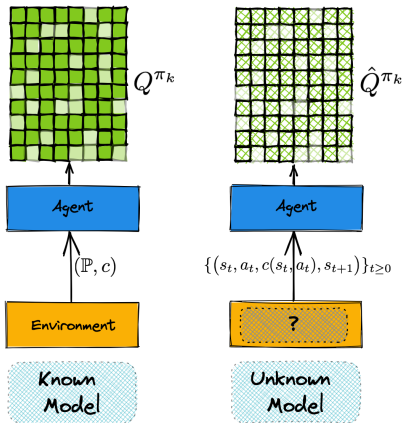 Q^{π_k}
Agent
(ℙ, c)
Environment
Known
Model
Q̂^{π_k}
Agent
{(s_t, a_t, c(s_t, a_t), s_{t+1})}_{t≥0}
?
Unknown
Model